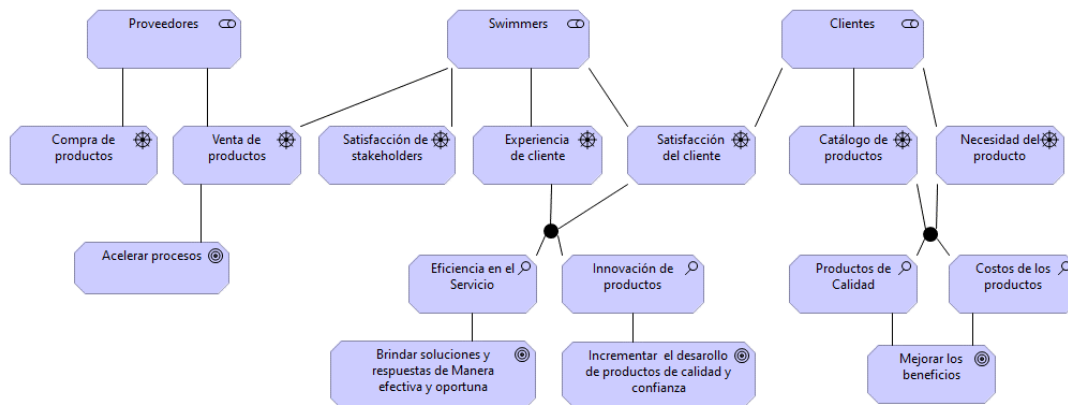 Proveedores
Swimmers
Clientes
Compra de
productos
Venta de
productos
Satisfacción de
stakeholders
Experiencia
de cliente
Satisfacción
del cliente
Catálogo de
productos
Necesidad del
producto
Acelerar procesos
Eficiencia en el
Servicio
Innovación de
productos
Productos de
Calidad
Costos de los
productos
Brindar soluciones y
respuestas de Manera
efectiva y oportuna
Incrementar el desarollo
de productos de calidad y
confianza
Mejorar los
beneficios